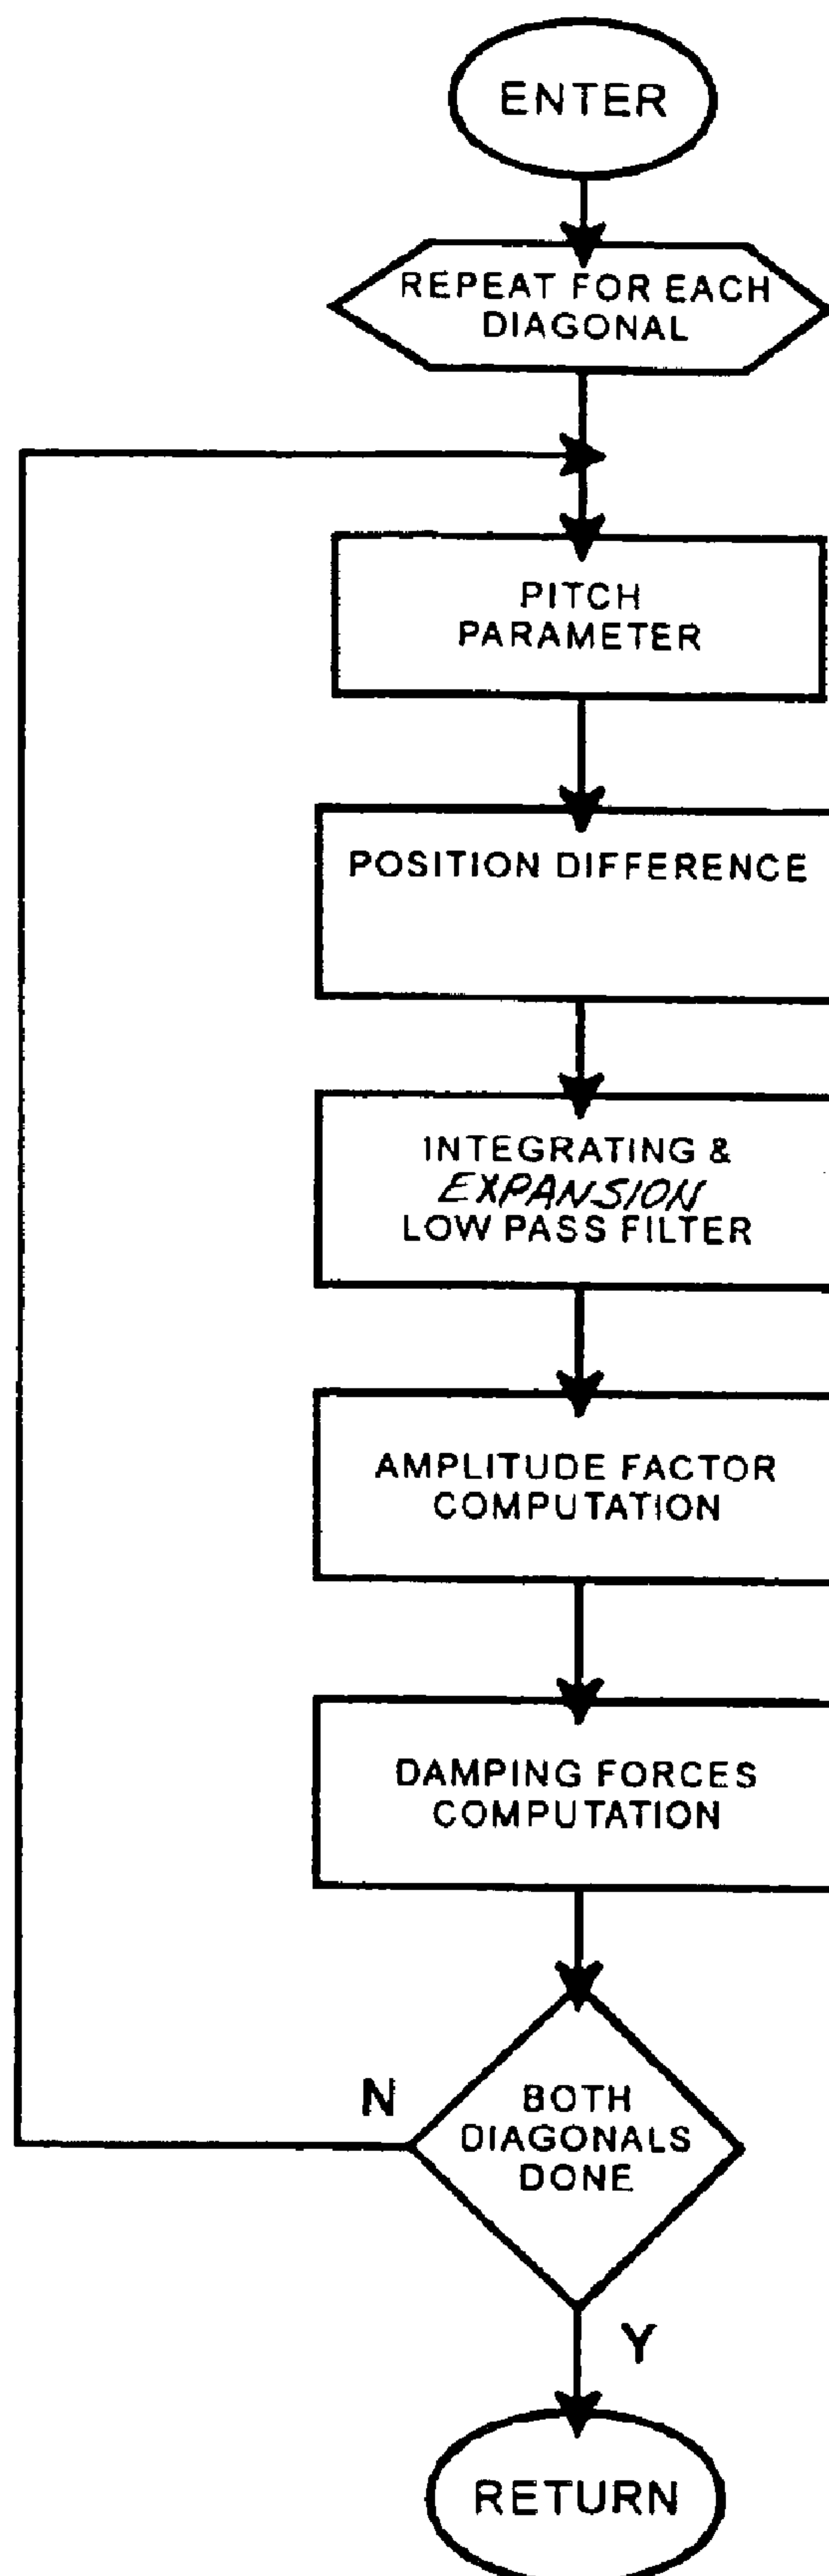 ENTER
REPEAT FOR EACH
DIAGONAL
PITCH
PARAMETER
POSITION DIFFERENCE
INTEGRATING &
EXPANSION
LOW PASS FILTER
AMPLITUDE FACTOR
COMPUTATION
DAMPING FORCES
COMPUTATION
N
BOTH
DIAGONALS
DONE
Y
RETURN